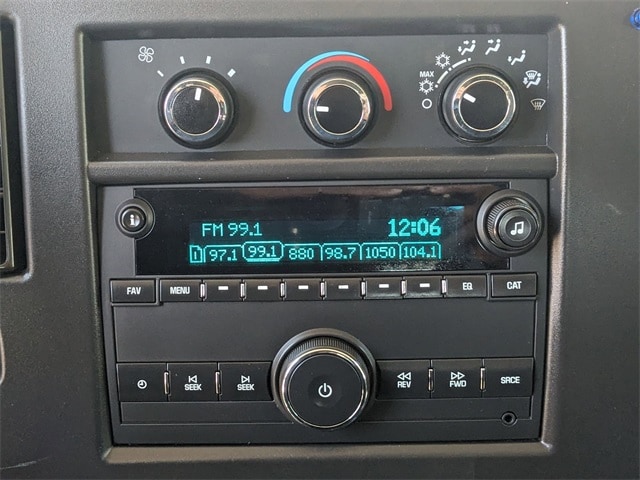 MAX
FM 99.1 12:06
1 97.1 99.1 880 98.7 1050 104.1
FAV MENU EQ CAT
SEEK SEEK REV FWD SRCE